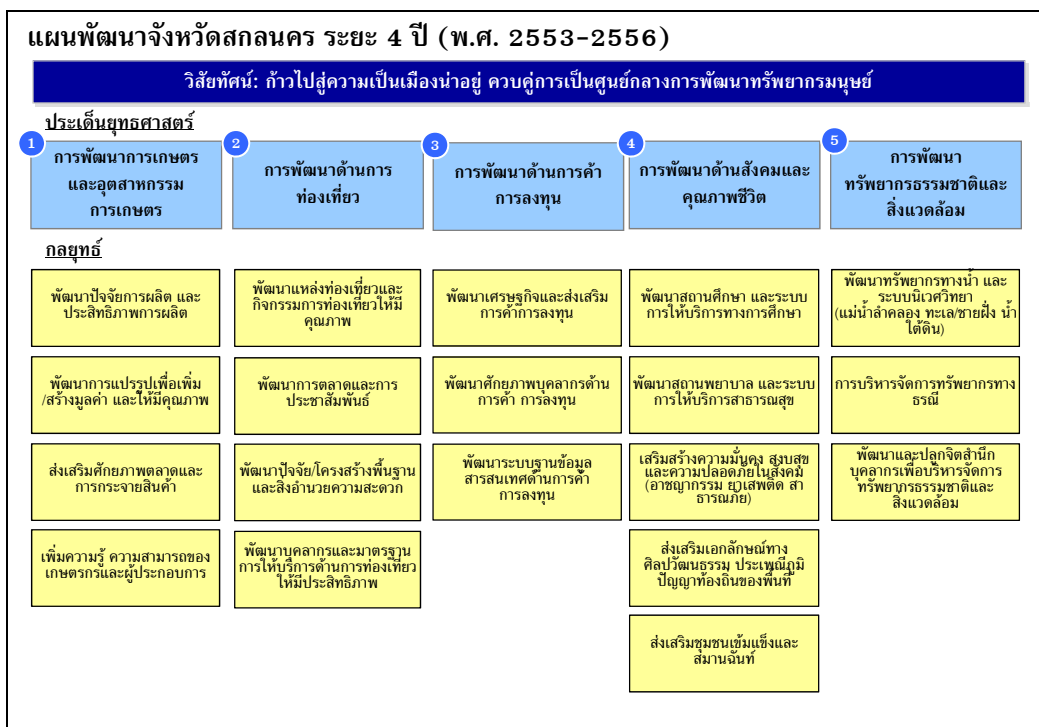 แผนพัฒนาจังหวัดสกลนคร ระยะ 4 ปี (พ.ศ. 2553-2556)
วิสัยทัศน์: ก้าวไปสู่ความเป็นเมืองน่าอยู่ ควบคู่การเป็นศูนย์กลางการพัฒนาทรัพยากรมนุษย์
ประเด็นยุทธศาสตร์
1
การพัฒนาการเกษตร
และอุตสาหกรรม
การเกษตร
2
การพัฒนาด้านการ
ท่องเที่ยว
3
การพัฒนาด้านการค้า
การลงทุน
4
การพัฒนาด้านสังคมและ
คุณภาพชีวิต
5
การพัฒนา
ทรัพยากรธรรมชาติและ
สิ่งแวดล้อม
กลยุทธ์
พัฒนาปัจจัยการผลิต และ
ประสิทธิภาพการผลิต
พัฒนาแหล่งท่องเที่ยวและ
กิจกรรมการท่องเที่ยวให้มี
คุณภาพ
พัฒนาเศรษฐกิจและส่งเสริม
การค้าการลงทุน
พัฒนาสถานศึกษา และระบบ
การให้บริการทางการศึกษา
พัฒนาทรัพยากรทางน้ำ และ
ระบบนิเวศวิทยา
(แม่น้ำลำคลอง ทะเล/ชายฝั่ง น้ำ
ใต้ดิน)
พัฒนาการแปรรูปเพื่อเพิ่ม
/สร้างมูลค่า และให้มีคุณภาพ
พัฒนาการตลาดและการ
ประชาสัมพันธ์
พัฒนาศักยภาพบุคลากรด้าน
การค้า การลงทุน
พัฒนาสถานพยาบาล และระบบ
การให้บริการสาธารณสุข
การบริหารจัดการทรัพยากรทาง
ธรณี
ส่งเสริมศักยภาพตลาดและ
การกระจายสินค้า
พัฒนาปัจจัย/โครงสร้างพื้นฐาน
และสิ่งอำนวยความสะดวก
พัฒนาระบบฐานข้อมูล
สารสนเทศด้านการค้า
การลงทุน
เสริมสร้างความมั่นคง สงบสุข
และความปลอดภัยในสังคม
(อาชญากรรม ยาเสพติด สา
ธารณภัย)
พัฒนาและปลูกจิตสำนึก
บุคลากรเพื่อบริหารจัดการ
ทรัพยากรธรรมชาติและ
สิ่งแวดล้อม
เพิ่มความรู้ ความสามารถของ
เกษตรกรและผู้ประกอบการ
พัฒนาบุคลากรและมาตรฐาน
การให้บริการด้านการท่องเที่ยว
ให้มีประสิทธิภาพ
ส่งเสริมเอกลักษณ์ทาง
ศิลปวัฒนธรรม ประเพณีภูมิ
ปัญญาท้องถิ่นของพื้นที่
ส่งเสริมชุมชนเข้มแข็งและ
สมานฉันท์